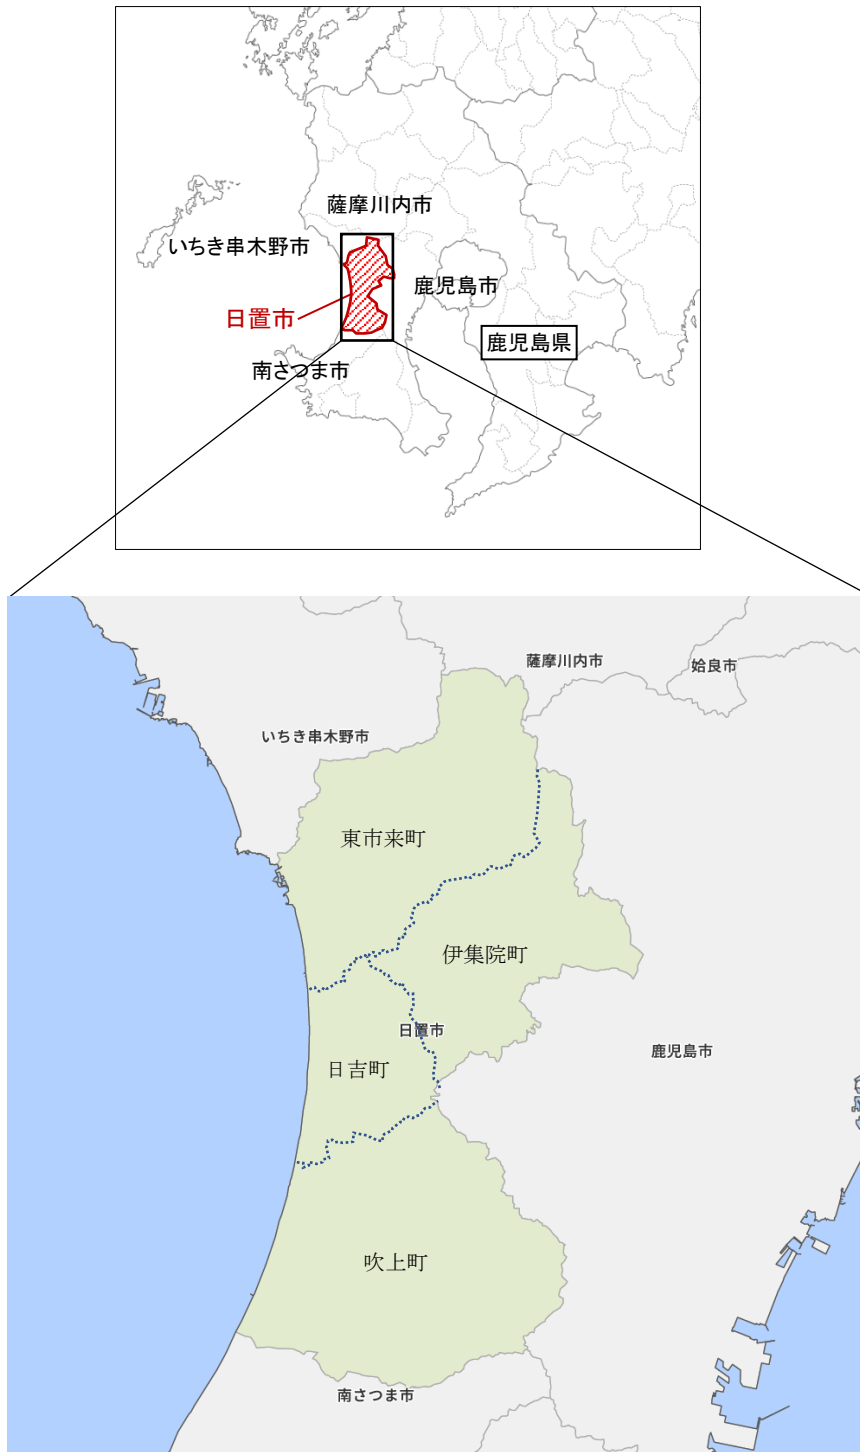 薩摩川内市
いちき串木野市
鹿児島市
日置市
鹿児島県
南さつま市
薩摩川内市
姶良市
いちき串木野市
東市来町
伊集院町
日置市
鹿児島市
日吉町
吹上町
南さつま市